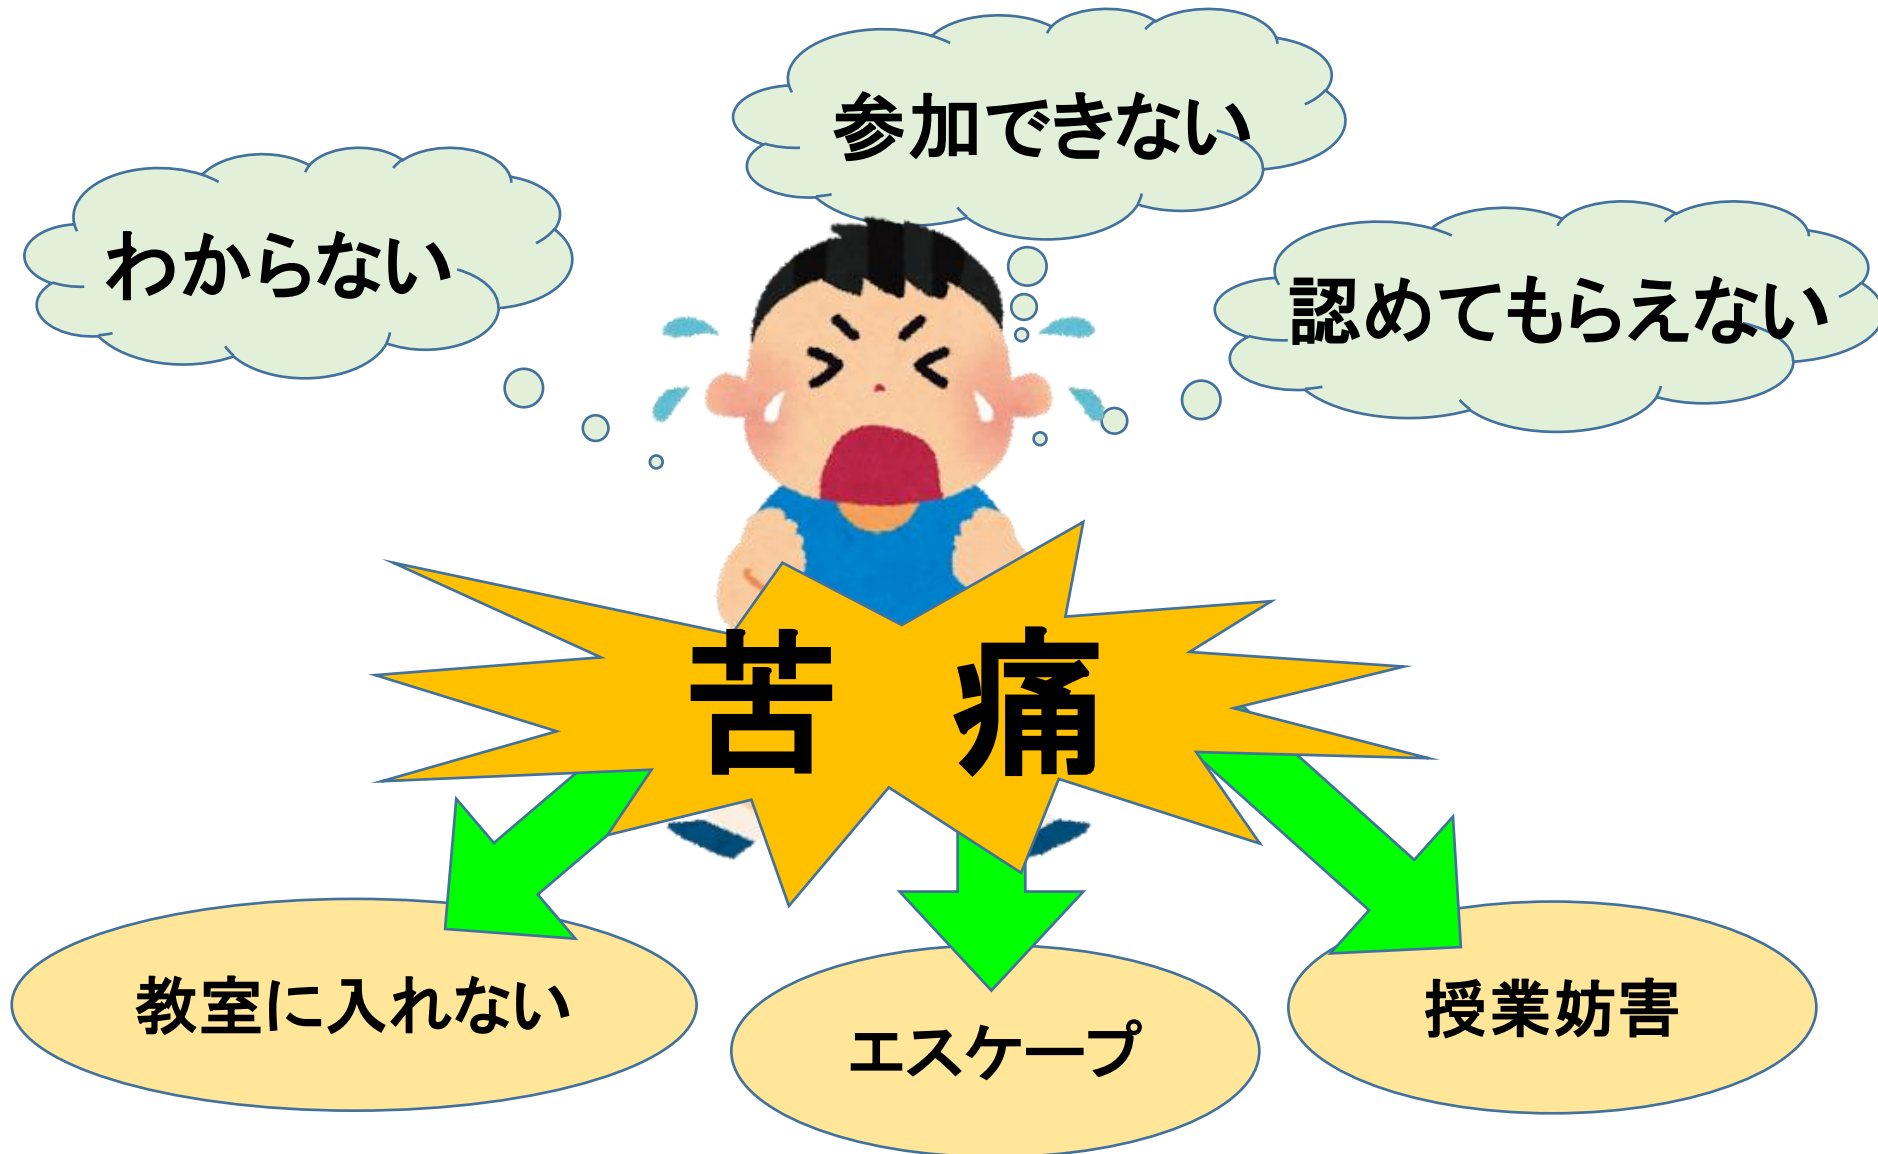 参加できない
わからない
認めてもらえない
苦　痛
教室に入れない
エスケープ
授業妨害